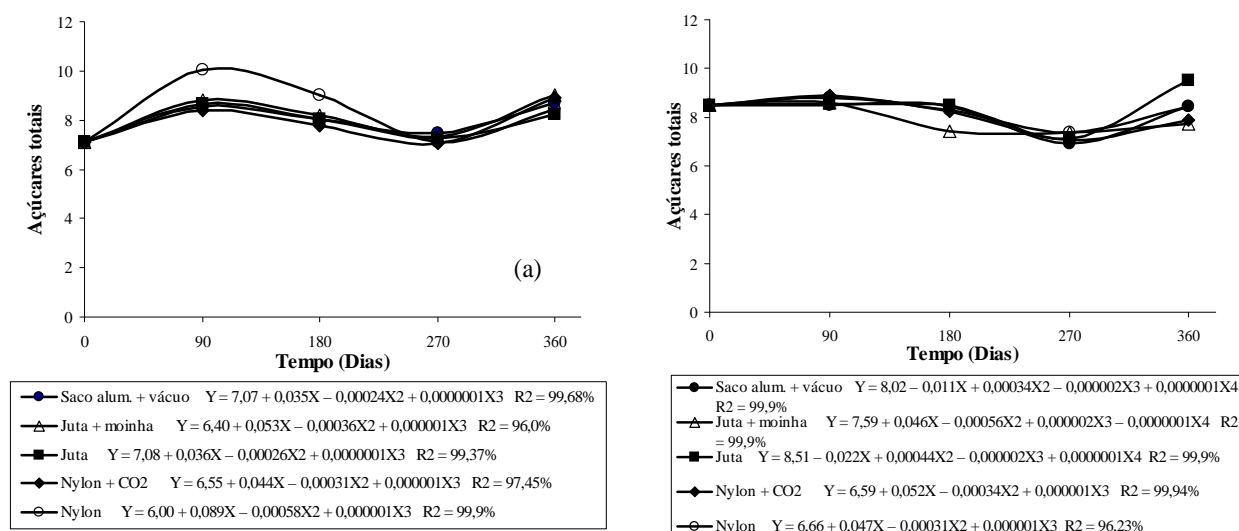 12
10
8
6
4
2
0
Açúcares totais
(a)
0 90 180 270 360
Tempo (Dias)
Saco alum. + vácuo Y = 7,07 + 0,035X – 0,00024X2 + 0,0000001X3 R2 = 99,68%
Juta + moinha Y = 6,40 + 0,053X – 0,00036X2 + 0,000001X3 R2 = 96,0%
Juta Y = 7,08 + 0,036X – 0,00026X2 + 0,0000001X3 R2 = 99,37%
Nylon + CO2 Y = 6,55 + 0,044X – 0,00031X2 + 0,000001X3 R2 = 97,45%
Nylon Y = 6,00 + 0,089X – 0,00058X2 + 0,000001X3 R2 = 99,9%
12
10
8
6
4
2
0
Açúcares totais
0 90 180 270 360
Tempo (Dias)
Saco alum. + vácuo Y = 8,02 – 0,011X + 0,00034X2 – 0,000002X3 + 0,0000001X4
R2 = 99,9%
Juta + moinha Y = 7,59 + 0,046X – 0,00056X2 + 0,000002X3 – 0,0000001X4 R2
= 99,9%
Juta Y = 8,51 – 0,022X + 0,00044X2 – 0,000002X3 + 0,0000001X4 R2 = 99,9%
Nylon + CO2 Y = 6,59 + 0,052X – 0,00034X2 + 0,000001X3 R2 = 99,94%
Nylon Y = 6,66 + 0,047X – 0,00031X2 + 0,000001X3 R2 = 96,23%